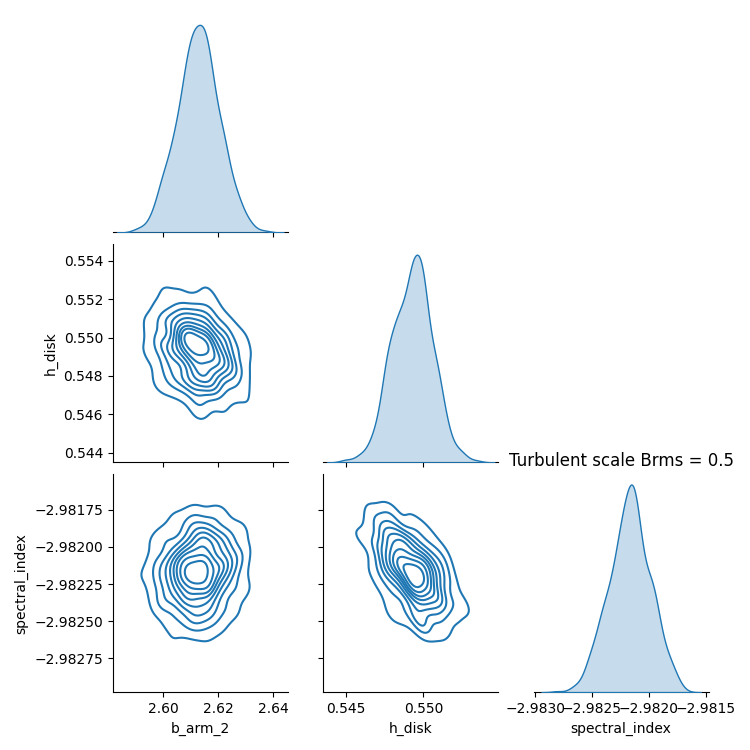 0.554
0.552
0.550
0.548
0.546
0.544
h_disk
Turbulent scale Brms = 0.5
−2.98175
−2.98200
−2.98225
−2.98250
−2.98275
spectral_index
2.60 2.62 2.64
b_arm_2
0.545 0.550
h_disk
−2.9830 −2.9825 −2.9820 −2.9815
spectral_index